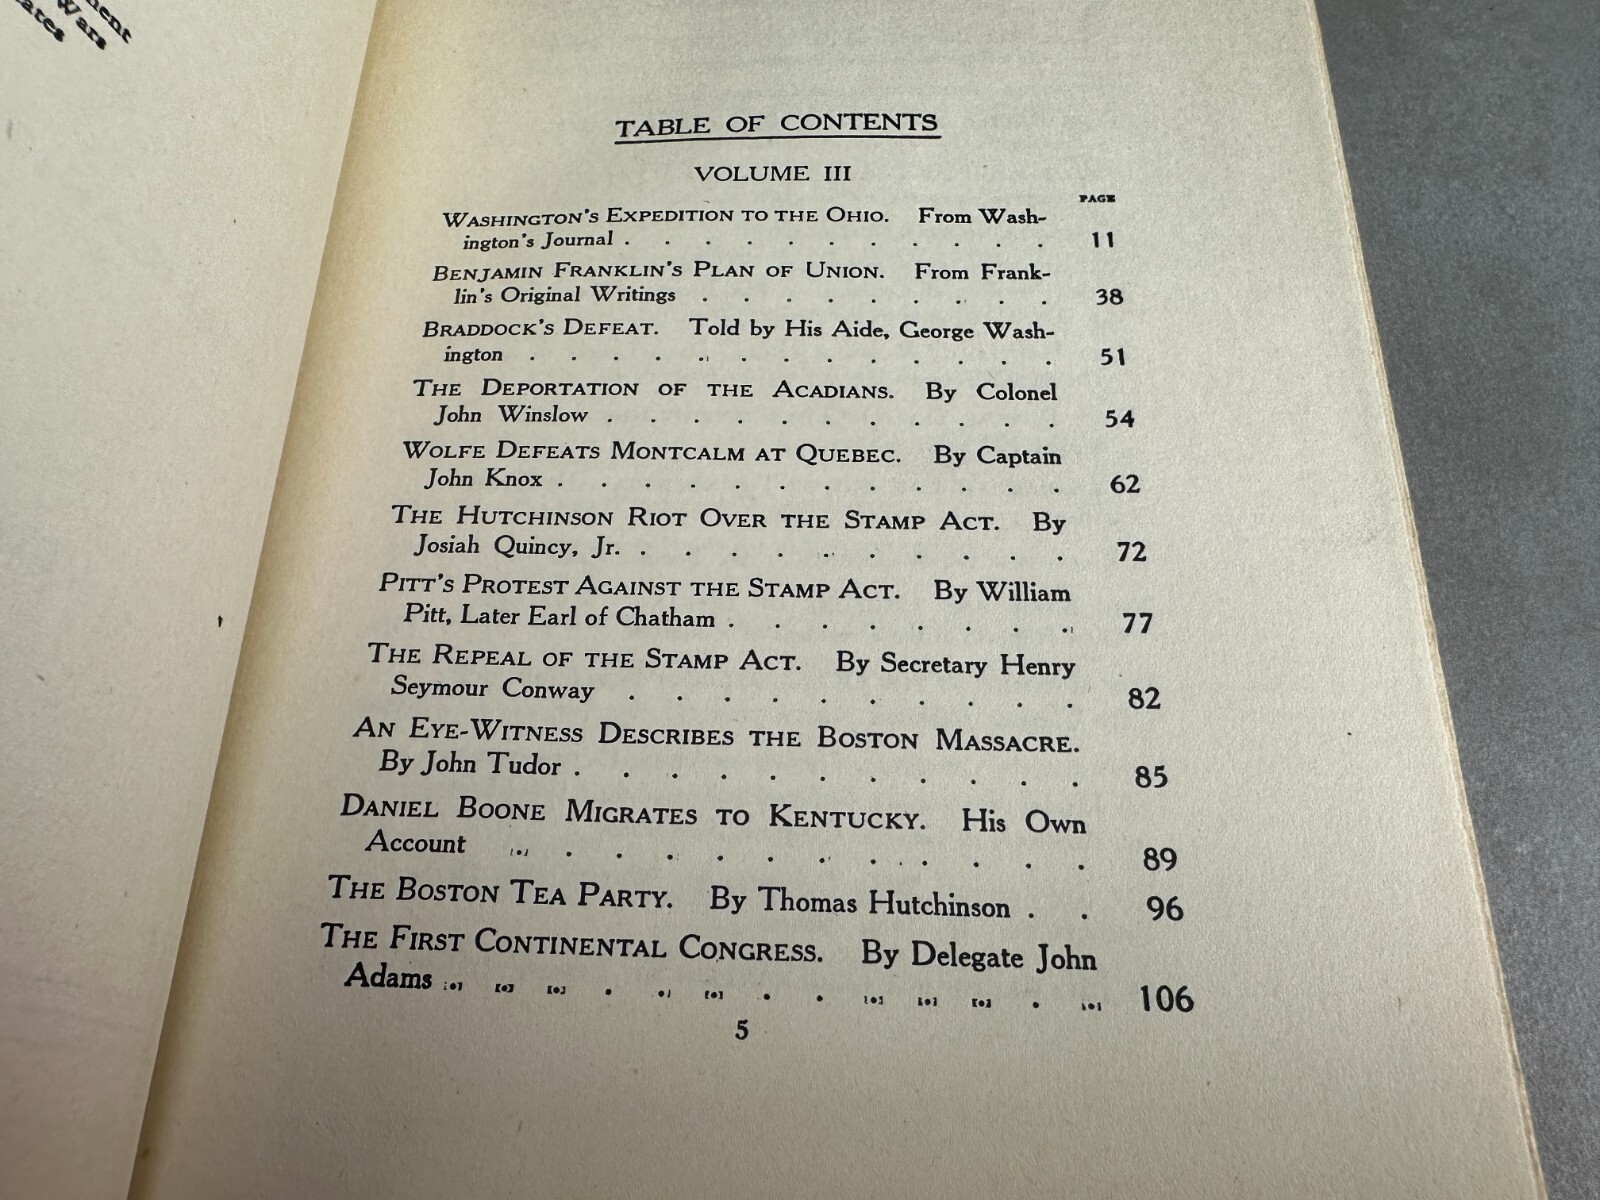 Wars
TABLE OF CONTENTS
VOLUME III
PAGE
WASHINGTON'S EXPEDITION TO THE OHIO. From Wash-
ington's Journal . . . . . . . . . . . 11
BENJAMIN FRANKLIN'S PLAN OF UNION. From Frank-
lin's Original Writings . . . . . . . . . 38
BRADDOCK'S DEFEAT. Told by His Aide, George Wash-
ington . . . . . . . . . . . . . 51
THE DEPORTATION OF THE ACADIANS. By Colonel
John Winslow . . . . . . . . . . . 54
WOLFE DEFEATS MONTCALM AT QUEBEC. By Captain
John Knox . . . . . . . . . . . . 62
THE HUTCHINSON RIOT OVER THE STAMP ACT. By
Josiah Quincy, Jr. . . . . . . . . . . 72
PITT'S PROTEST AGAINST THE STAMP ACT. By William
Pitt, Later Earl of Chatham . . . . . . . . 77
THE REPEAL OF THE STAMP ACT. By Secretary Henry
Seymour Conway . . . . . . . . . . 82
AN EYE-WITNESS DESCRIBES THE BOSTON MASSACRE.
By John Tudor . . . . . . . . . . . 85
DANIEL BOONE MIGRATES TO KENTUCKY. His Own
Account . . . . . . . . . . . . 89
THE BOSTON TEA PARTY. By Thomas Hutchinson . . 96
THE FIRST CONTINENTAL CONGRESS. By Delegate John
Adams . . . . . . . . . . . . . 106
5